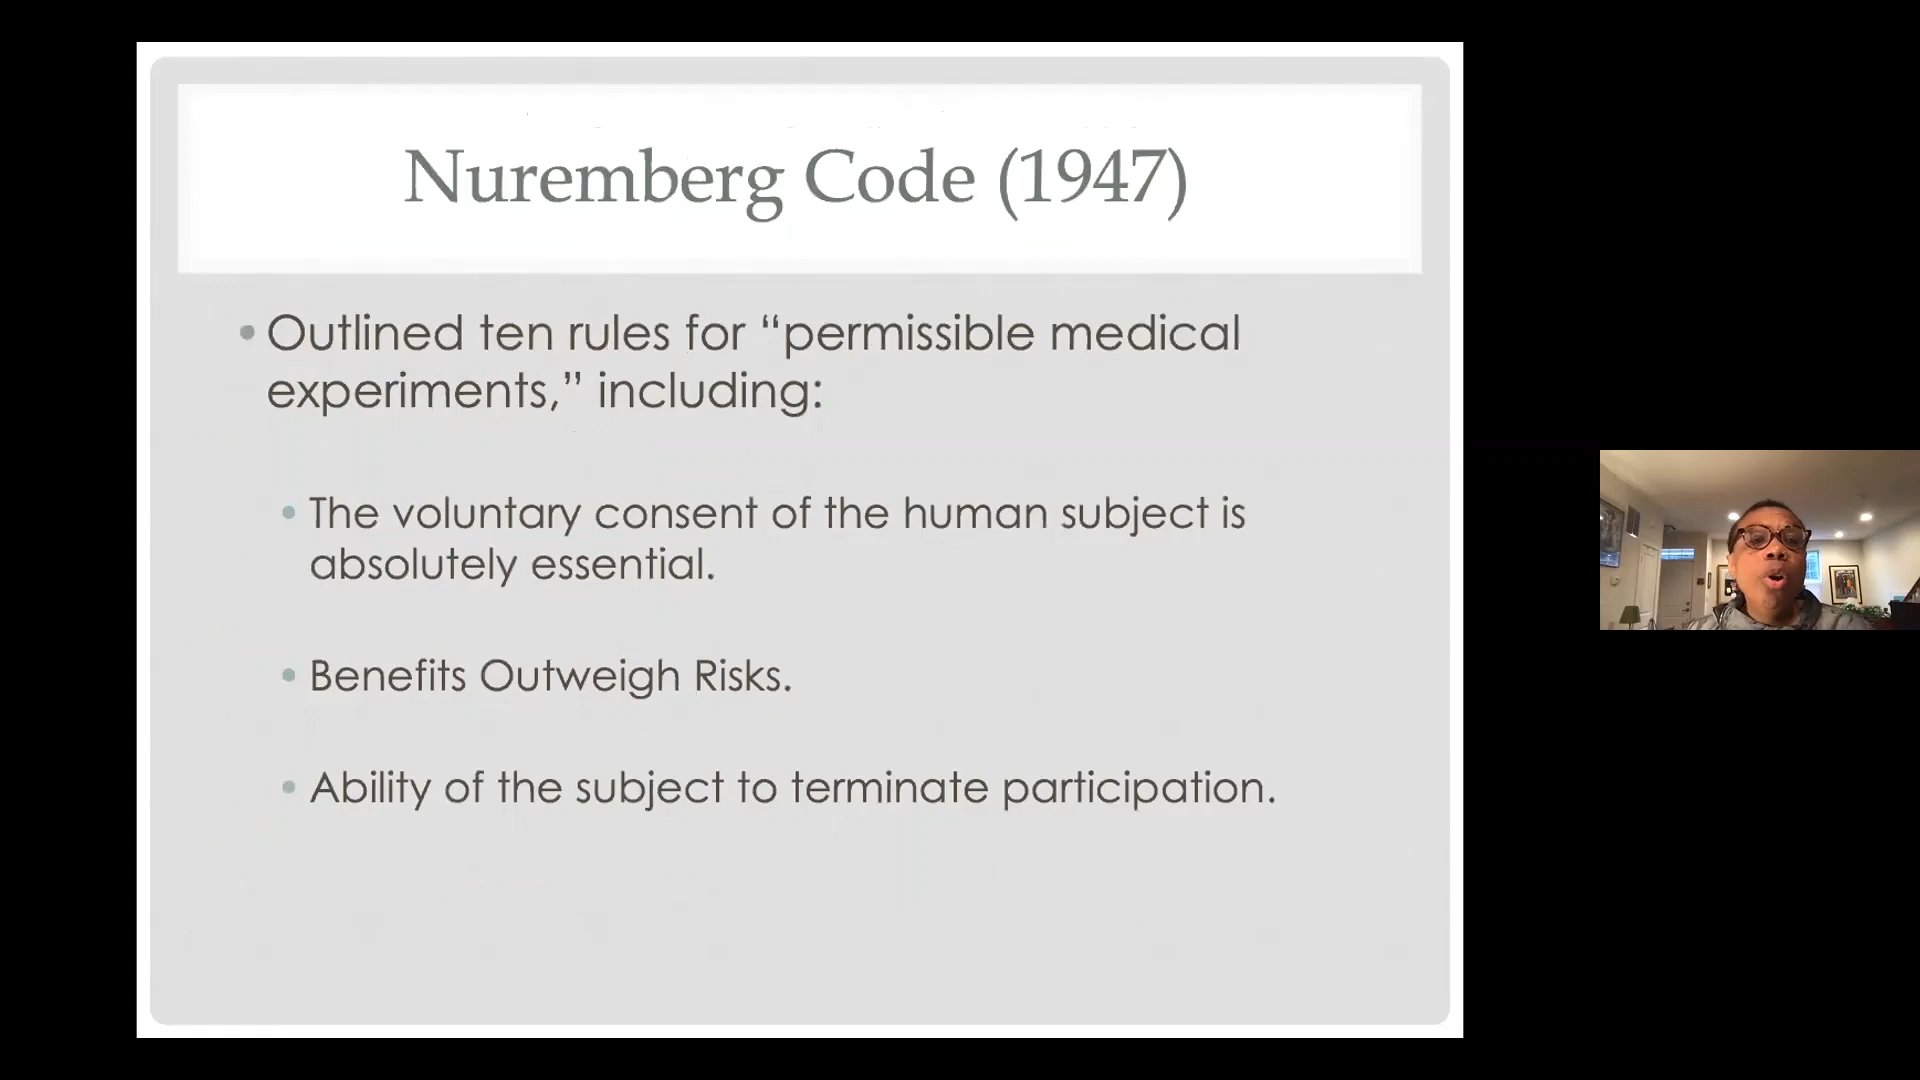 Nuremberg Code (1947)
• Outlined ten rules for “permissible medical
experiments,” including:
• The voluntary consent of the human subject is
absolutely essential.
• Benefits Outweigh Risks.
• Ability of the subject to terminate participation.